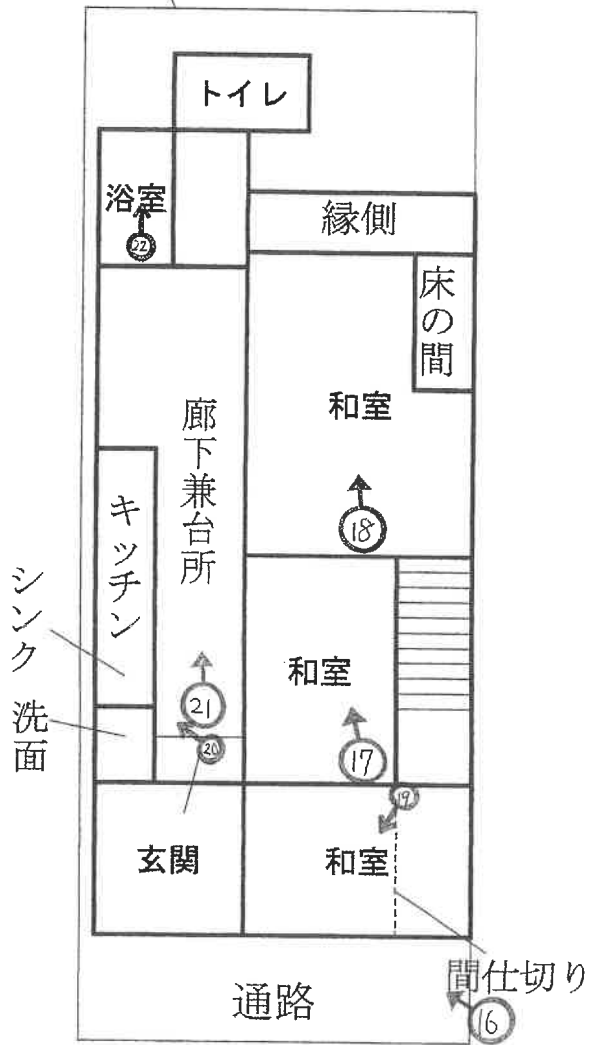 トイレ
浴室
22
縁側
床の間
和室
18
廊下兼台所
キッチン
シンク
洗面
和室
21
20
17
19
玄関
和室
間仕切り
通路
16